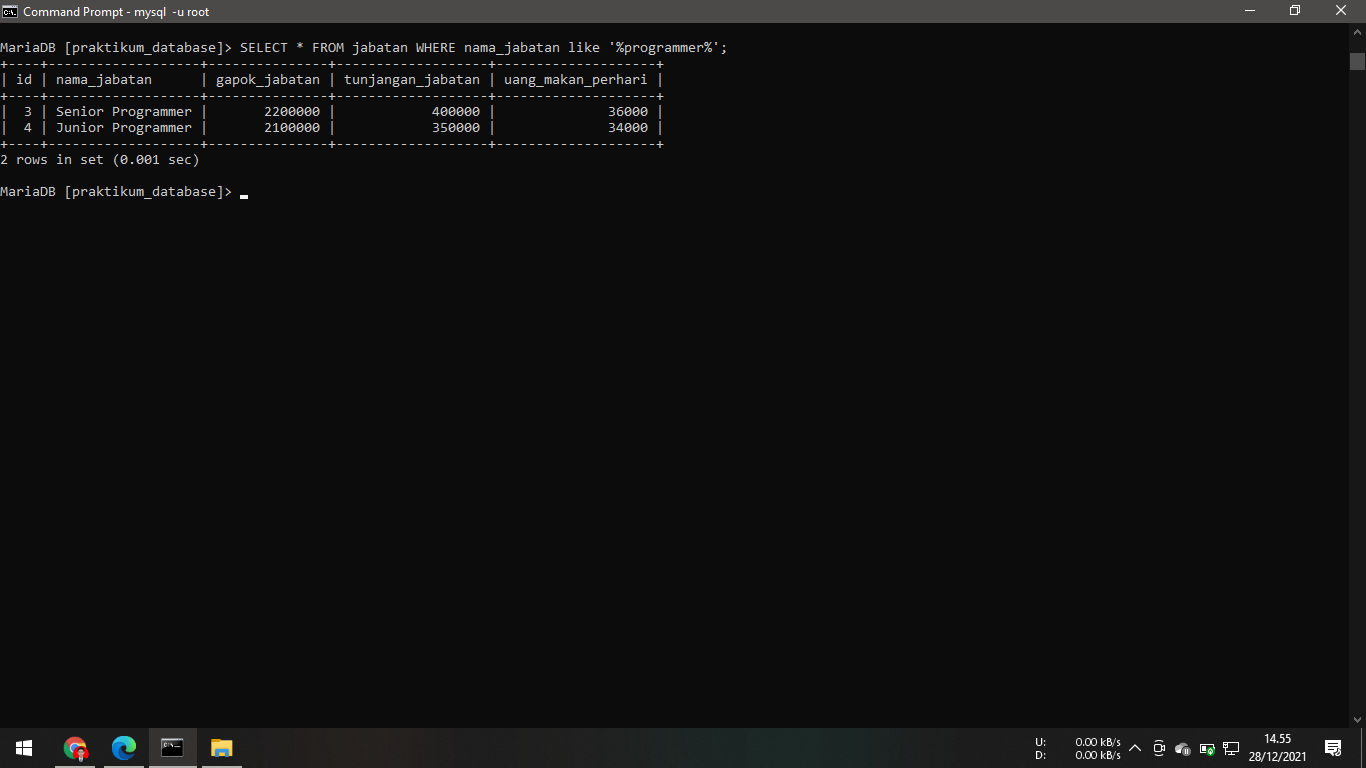 Command Prompt - mysql  -u root
MariaDB [praktikum_database]> SELECT * FROM jabatan WHERE nama_jabatan like '%programmer%';
+----+-------------------+---------------+-------------------+--------------------+
| id | nama_jabatan      | gapok_jabatan | tunjangan_jabatan | uang_makan_perhari |
+----+-------------------+---------------+-------------------+--------------------+
|  3 | Senior Programmer |       2200000 |            400000 |              36000 |
|  4 | Junior Programmer |       2100000 |            350000 |              34000 |
+----+-------------------+---------------+-------------------+--------------------+
2 rows in set (0.001 sec)
MariaDB [praktikum_database]>
U: 0.00 kB/s
D: 0.00 kB/s
14.55
28/12/2021